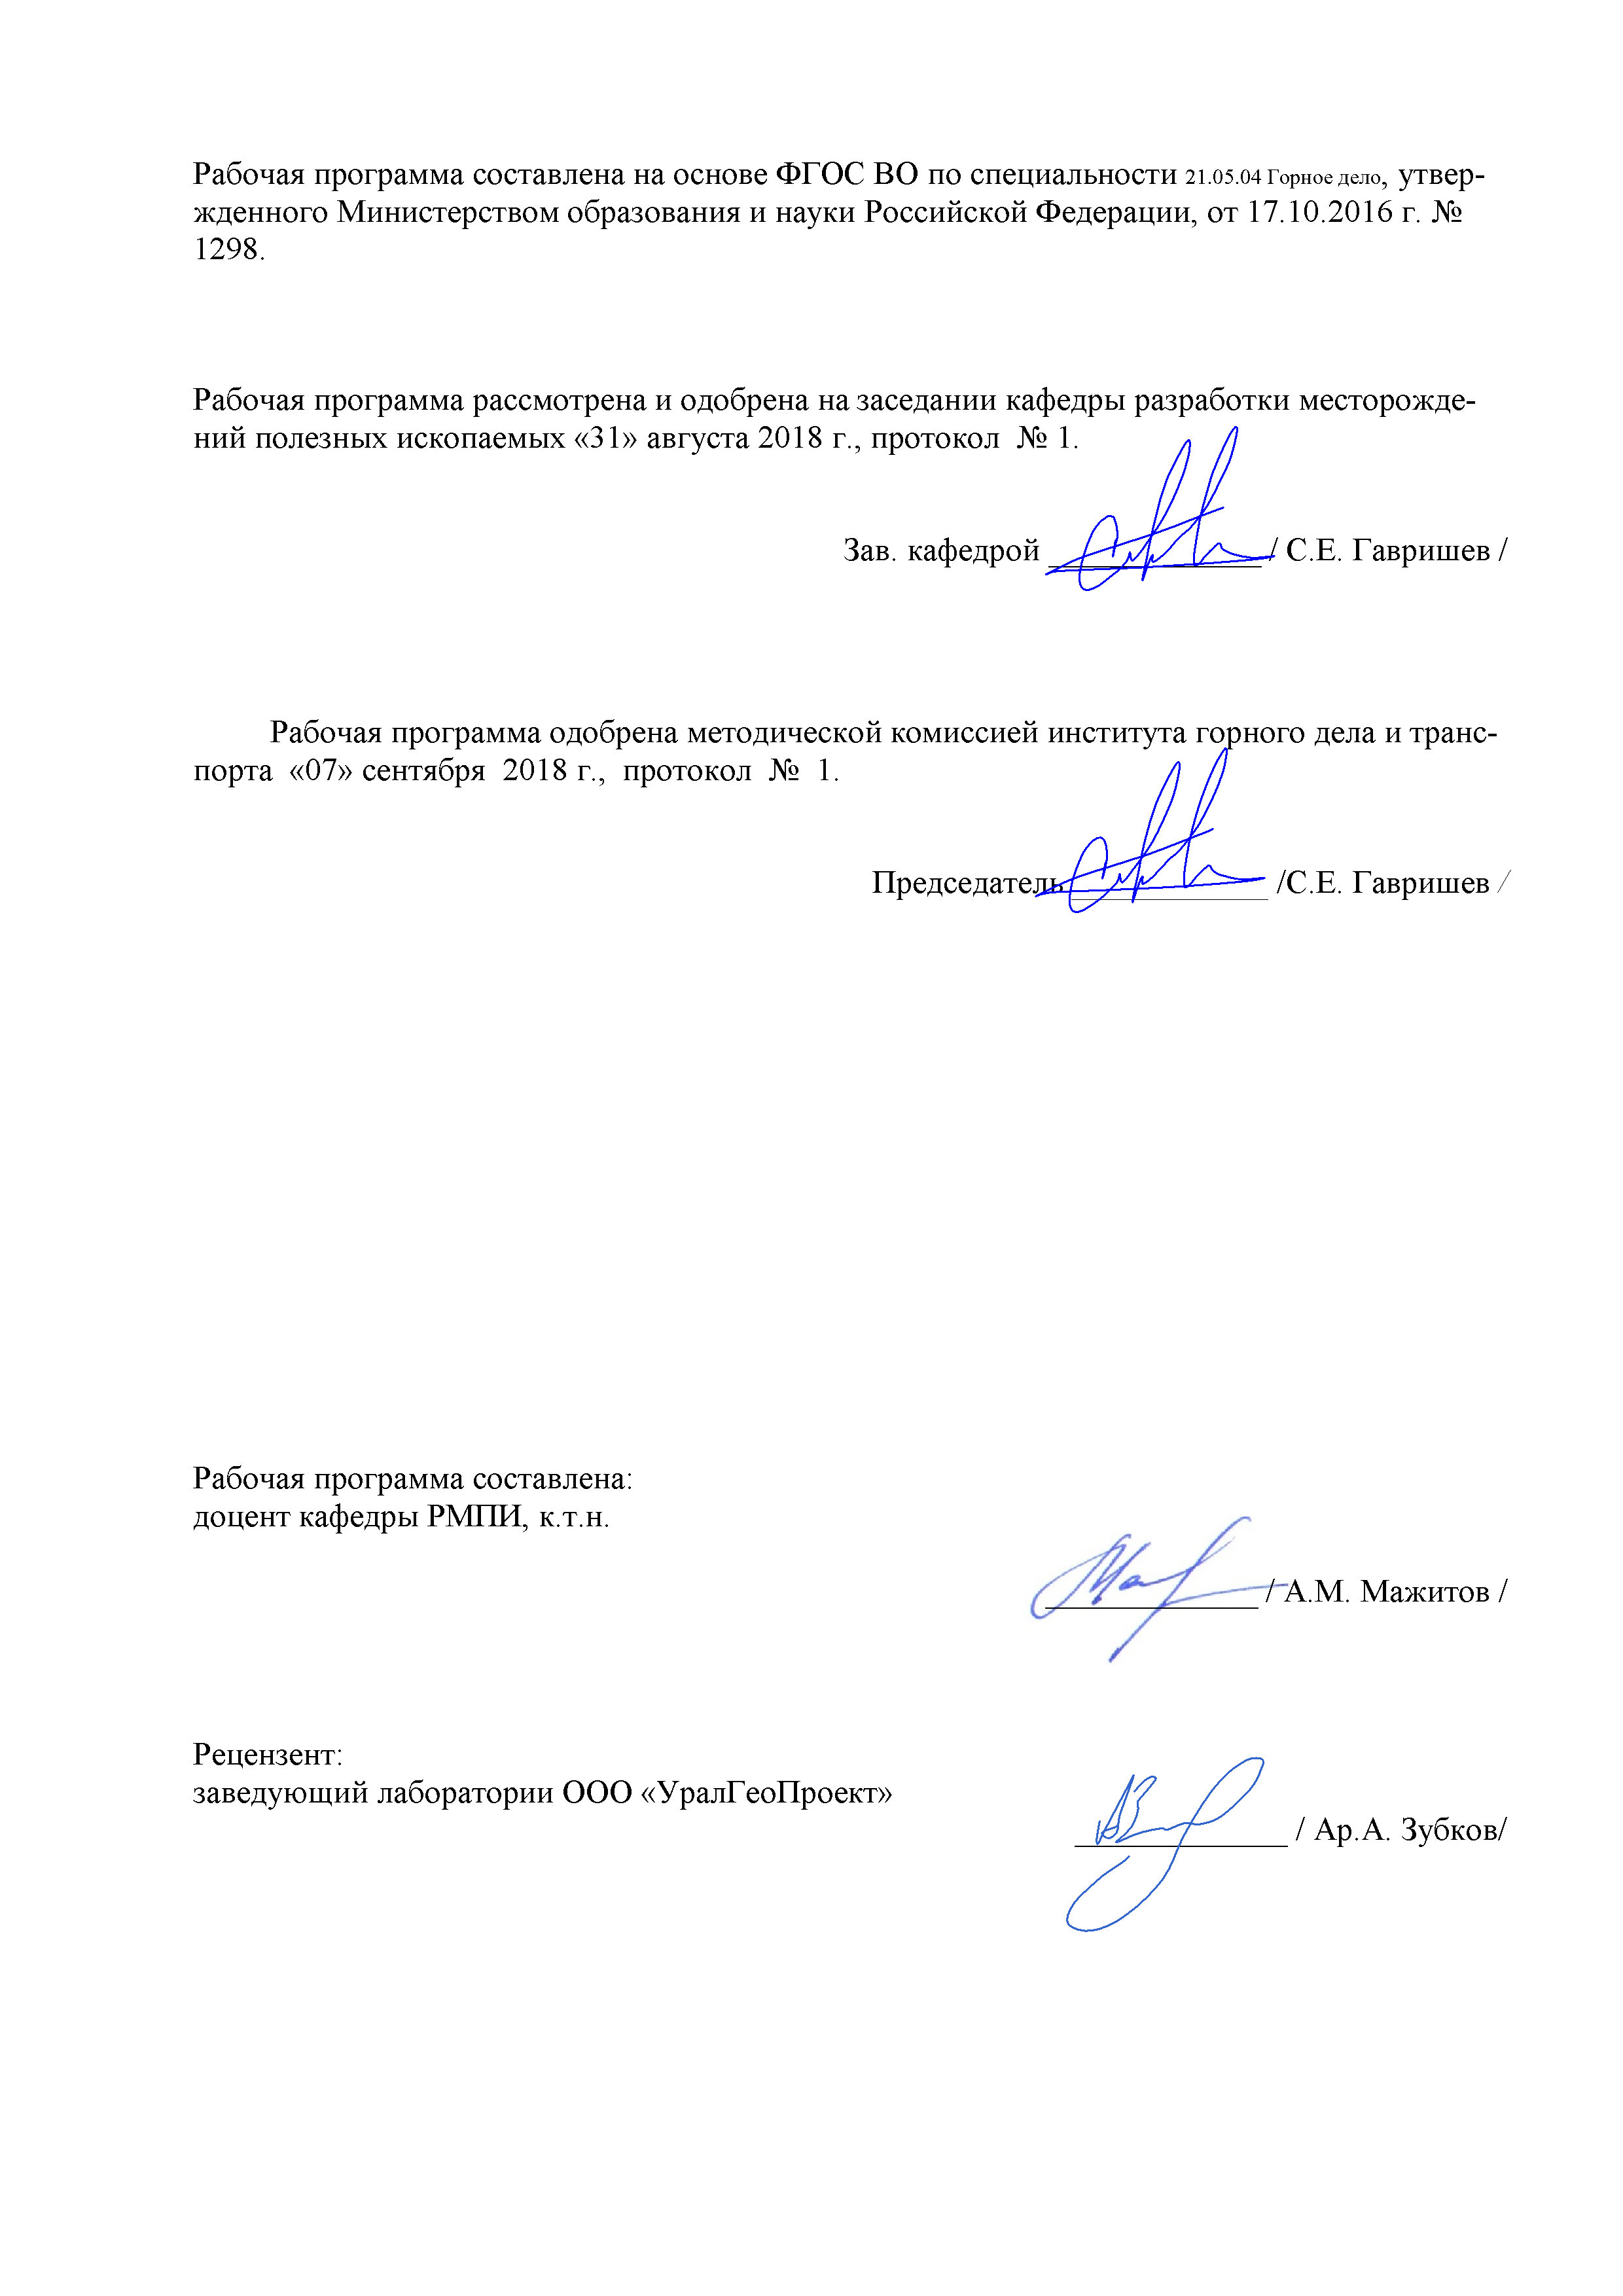 Рабочая программа составлена на основе ФГОС ВО по специальности 21.05.04 Горное дело, утвер-
жденного Министерством образования и науки Российской Федерации, от 17.10.2016 г. №
1298.
Рабочая программа рассмотрена и одобрена на заседании кафедры разработки месторожде-
ний полезных ископаемых «31» августа 2018 г., протокол № 1.
Зав. кафедрой ______________/ С.Е. Гавришев /
Рабочая программа одобрена методической комиссией института горного дела и транс-
порта «07» сентября 2018 г., протокол № 1.
Председатель______________ /С.Е. Гавришев /
Рабочая программа составлена:
доцент кафедры РМПИ, к.т.н.
______________/ А.М. Мажитов /
Рецензент:
заведующий лаборатории ООО «УралГеоПроект»
______________ / Ар.А. Зубков/